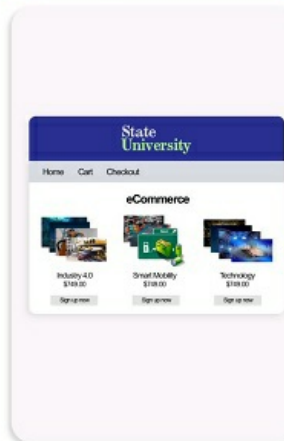 State
University
Home Cart Checkout
eCommerce
Industry 4.0 Smart Mobility Technology
$749.00 $749.00 $749.00
Sign up now Sign up now Sign up now